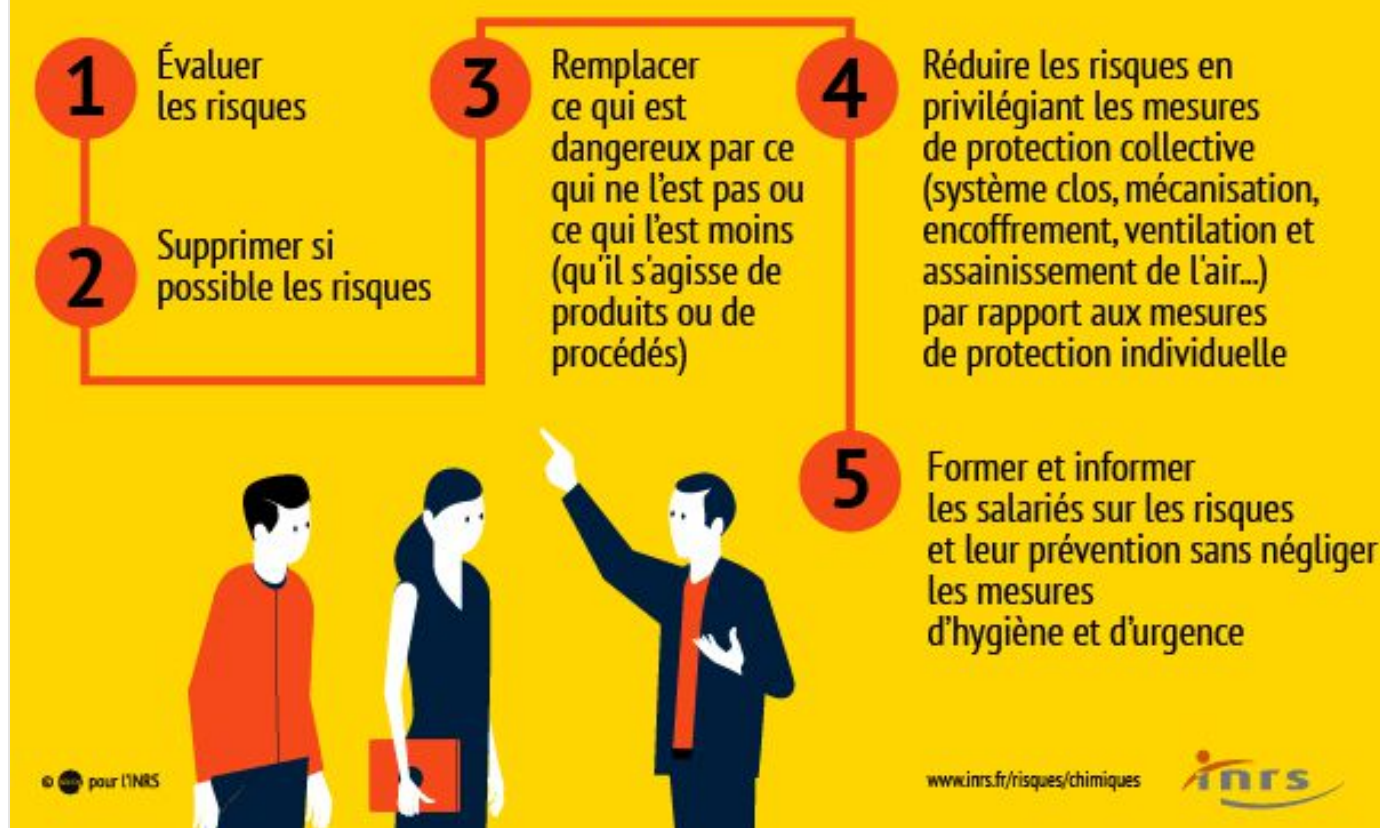 1
Évaluer
les risques
2
Supprimer si
possible les risques
3
Remplacer
ce qui est
dangereux par ce
qui ne l’est pas ou
ce qui l’est moins
(qu'il s'agisse de
produits ou de
procédés)
4
Réduire les risques en
privilégiant les mesures
de protection collective
(système clos, mécanisation,
encoffrement, ventilation et
assainissement de l'air...)
par rapport aux mesures
de protection individuelle
5
Former et informer
les salariés sur les risques
et leur prévention sans négliger
les mesures
d’hygiène et d’urgence
© pour l'INRS
www.inrs.fr/risques/chimiques
inrs